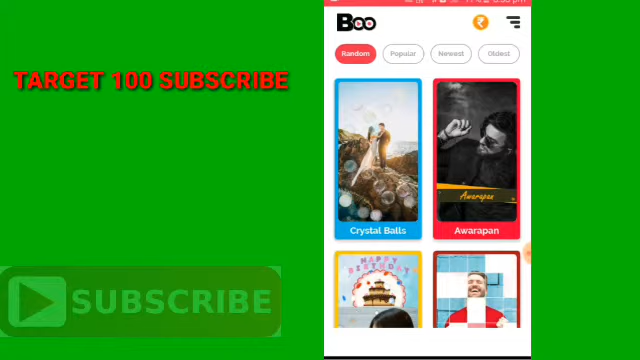 TARGET 100 SUBSCRIBE
SUBSCRIBE
Boo
₹
Random
Popular
Newest
Oldest
Awarapan
Crystal Balls
Awarapan
HAPPY
BIRTHDAY